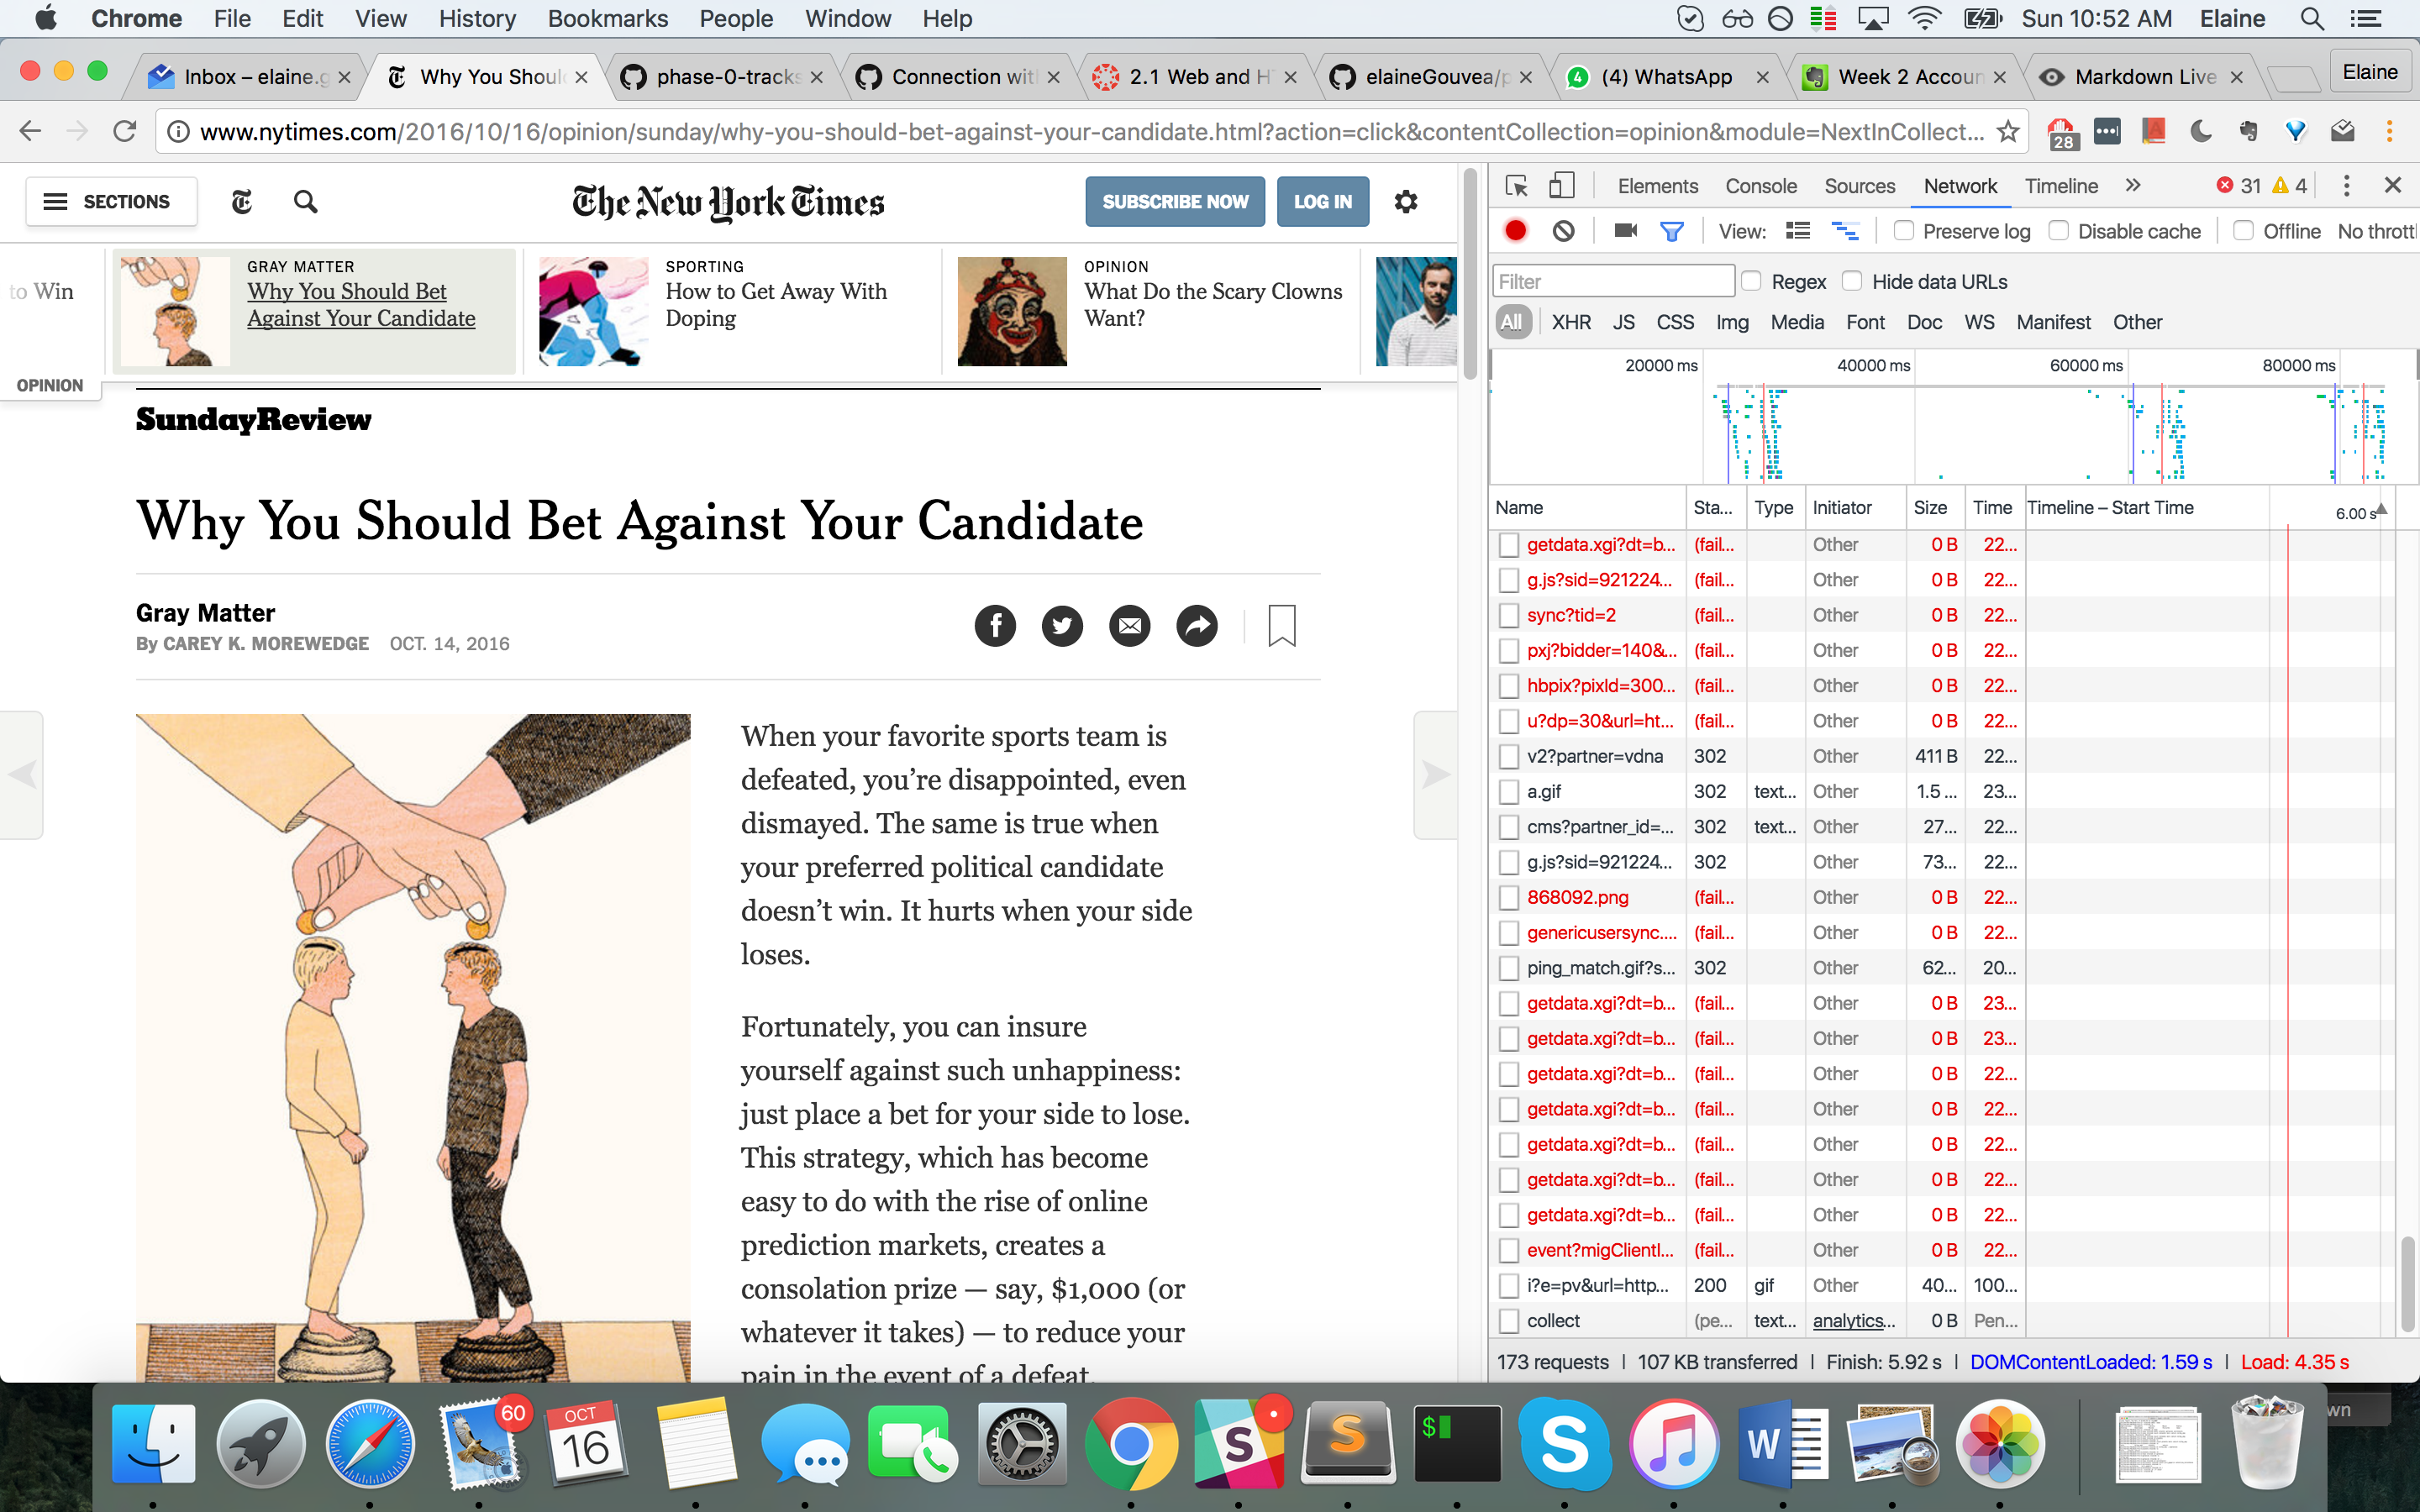 Chrome File Edit View History Bookmarks People Window Help Sun 10:52 AM Elaine
Inbox – elaine.g Why You Shoul phase-0-tracks Connection wit 2.1 Web and H elaineGouvea/p (4) WhatsApp Week 2 Accoun Markdown Live Elaine
www.nytimes.com/2016/10/16/opinion/sunday/why-you-should-bet-against-your-candidate.html?action=click&contentCollection=opinion&module=NextInCollect... 28
SECTIONS The New York Times SUBSCRIBE NOW LOG IN
to Win
OPINION
GRAY MATTER
Why You Should Bet
Against Your Candidate
SPORTING
How to Get Away With
Doping
OPINION
What Do the Scary Clowns
Want?
SundayReview
Why You Should Bet Against Your Candidate
Gray Matter
By CAREY K. MOREWEDGE OCT. 14, 2016
When your favorite sports team is
defeated, you’re disappointed, even
dismayed. The same is true when
your preferred political candidate
doesn’t win. It hurts when your side
loses.
Fortunately, you can insure
yourself against such unhappiness:
just place a bet for your side to lose.
This strategy, which has become
easy to do with the rise of online
prediction markets, creates a
consolation prize — say, $1,000 (or
whatever it takes) — to reduce your
pain in the event of a defeat.
Elements Console Sources Network Timeline 31 4
View: Preserve log Disable cache Offline No thrott
Filter Regex Hide data URLs
All XHR JS CSS Img Media Font Doc WS Manifest Other
20000 ms 40000 ms 60000 ms 80000 ms
Name Sta... Type Initiator Size Time Timeline – Start Time 6.00 s
getdata.xgi?dt=b... (fail... Other 0 B 22...
g.js?sid=921224... (fail... Other 0 B 22...
sync?tid=2 (fail... Other 0 B 22...
pxj?bidder=140&... (fail... Other 0 B 22...
hbpix?pixId=300... (fail... Other 0 B 22...
u?dp=30&url=ht... (fail... Other 0 B 22...
v2?partner=vdna 302 Other 411 B 22...
a.gif 302 text... Other 1.5 ... 23...
cms?partner_id=... 302 text... Other 27... 22...
g.js?sid=921224... 302 Other 73... 22...
868092.png (fail... Other 0 B 22...
genericusersync.... (fail... Other 0 B 22...
ping_match.gif?s... 302 Other 62... 20...
getdata.xgi?dt=b... (fail... Other 0 B 23...
getdata.xgi?dt=b... (fail... Other 0 B 23...
getdata.xgi?dt=b... (fail... Other 0 B 22...
getdata.xgi?dt=b... (fail... Other 0 B 22...
getdata.xgi?dt=b... (fail... Other 0 B 22...
getdata.xgi?dt=b... (fail... Other 0 B 22...
getdata.xgi?dt=b... (fail... Other 0 B 22...
event?migClientI... (fail... Other 0 B 22...
i?e=pv&url=http... 200 gif Other 40... 100...
collect (pe... text... analytics... 0 B Pen...
173 requests | 107 KB transferred | Finish: 5.92 s | DOMContentLoaded: 1.59 s | Load: 4.35 s
60 OCT 16 S S $ S W wn